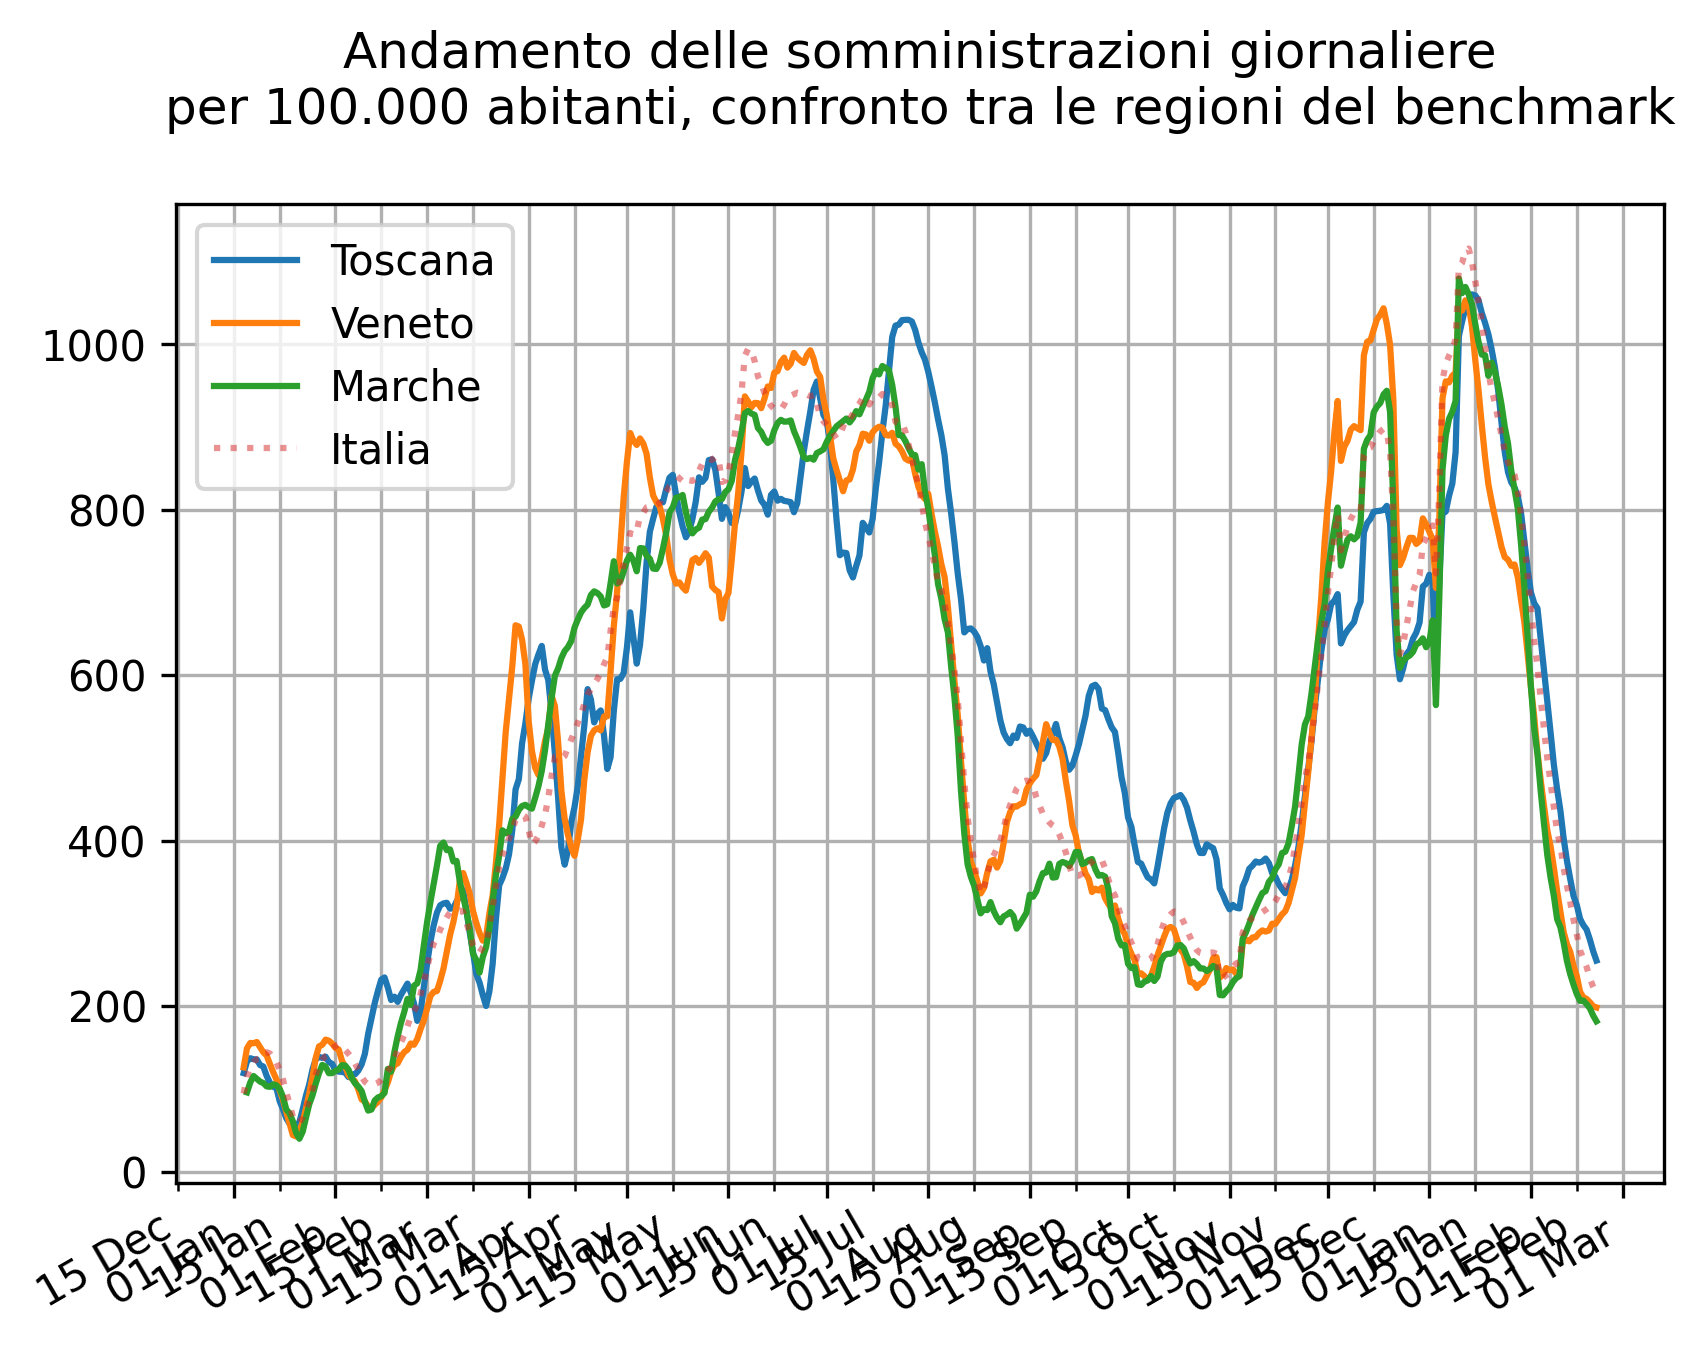 Andamento delle somministrazioni giornaliere
per 100.000 abitanti, confronto tra le regioni del benchmark
Toscana
Veneto
Marche
Italia
1000
800
600
400
200
0
15 Dec
01 Jan
15 Jan
01 Feb
15 Feb
01 Mar
15 Mar
01 Apr
15 Apr
01 May
15 May
01 Jun
15 Jun
01 Jul
15 Jul
01 Aug
15 Aug
01 Sep
15 Sep
01 Oct
15 Oct
01 Nov
15 Nov
01 Dec
15 Dec
01 Jan
15 Jan
01 Feb
15 Feb
01 Mar